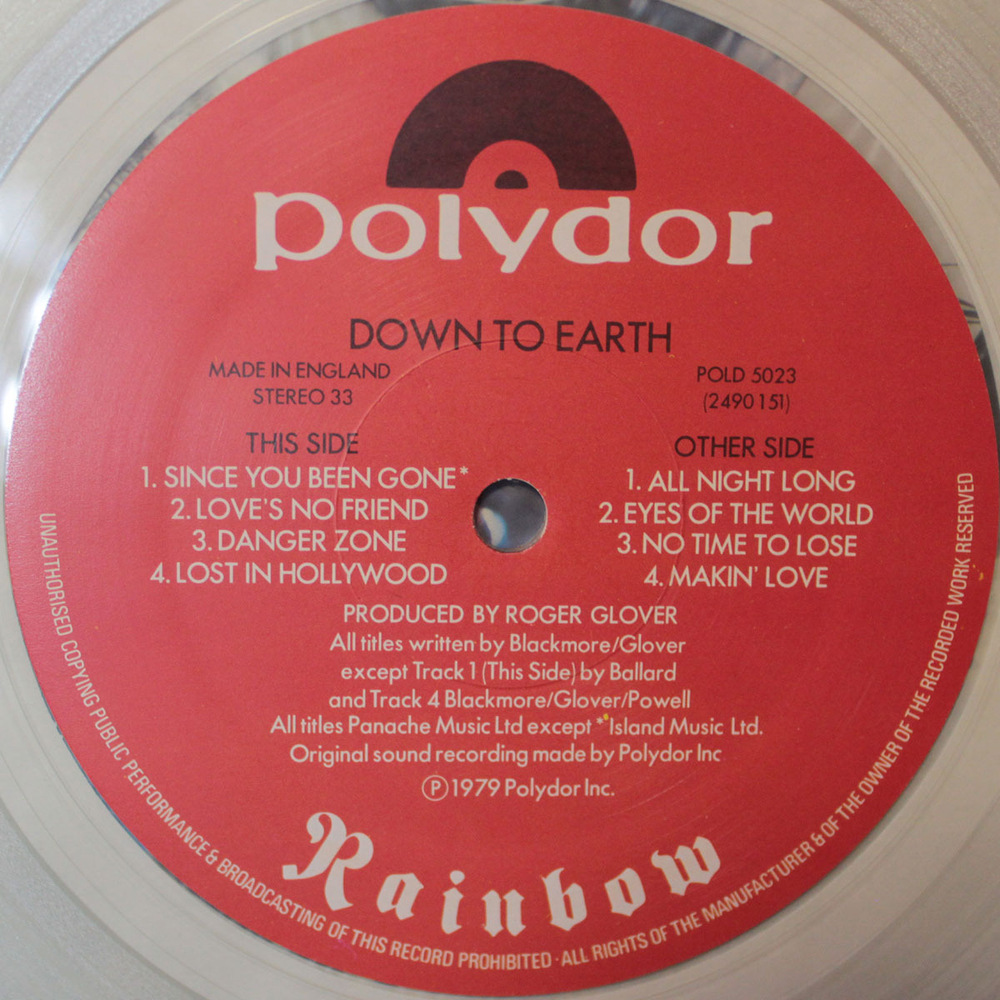 polydor
DOWN TO EARTH
MADE IN ENGLAND
STEREO 33
POLD 5023
(2490 151)
THIS SIDE
1. SINCE YOU BEEN GONE*
2. LOVE'S NO FRIEND
3. DANGER ZONE
4. LOST IN HOLLYWOOD
OTHER SIDE
1. ALL NIGHT LONG
2. EYES OF THE WORLD
3. NO TIME TO LOSE
4. MAKIN' LOVE
PRODUCED BY ROGER GLOVER
All titles written by Blackmore/Glover
except Track 1 (This Side) by Ballard
and Track 4 Blackmore/Glover/Powell
All titles Panache Music Ltd except *Island Music Ltd.
Original sound recording made by Polydor Inc
Ⓟ 1979 Polydor Inc.
Rainbow
UNAUTHORISED COPYING PUBLIC PERFORMANCE & BROADCASTING OF THIS RECORD PROHIBITED · ALL RIGHTS OF THE MANUFACTURER & OF THE OWNER OF THE RECORDED WORK RESERVED